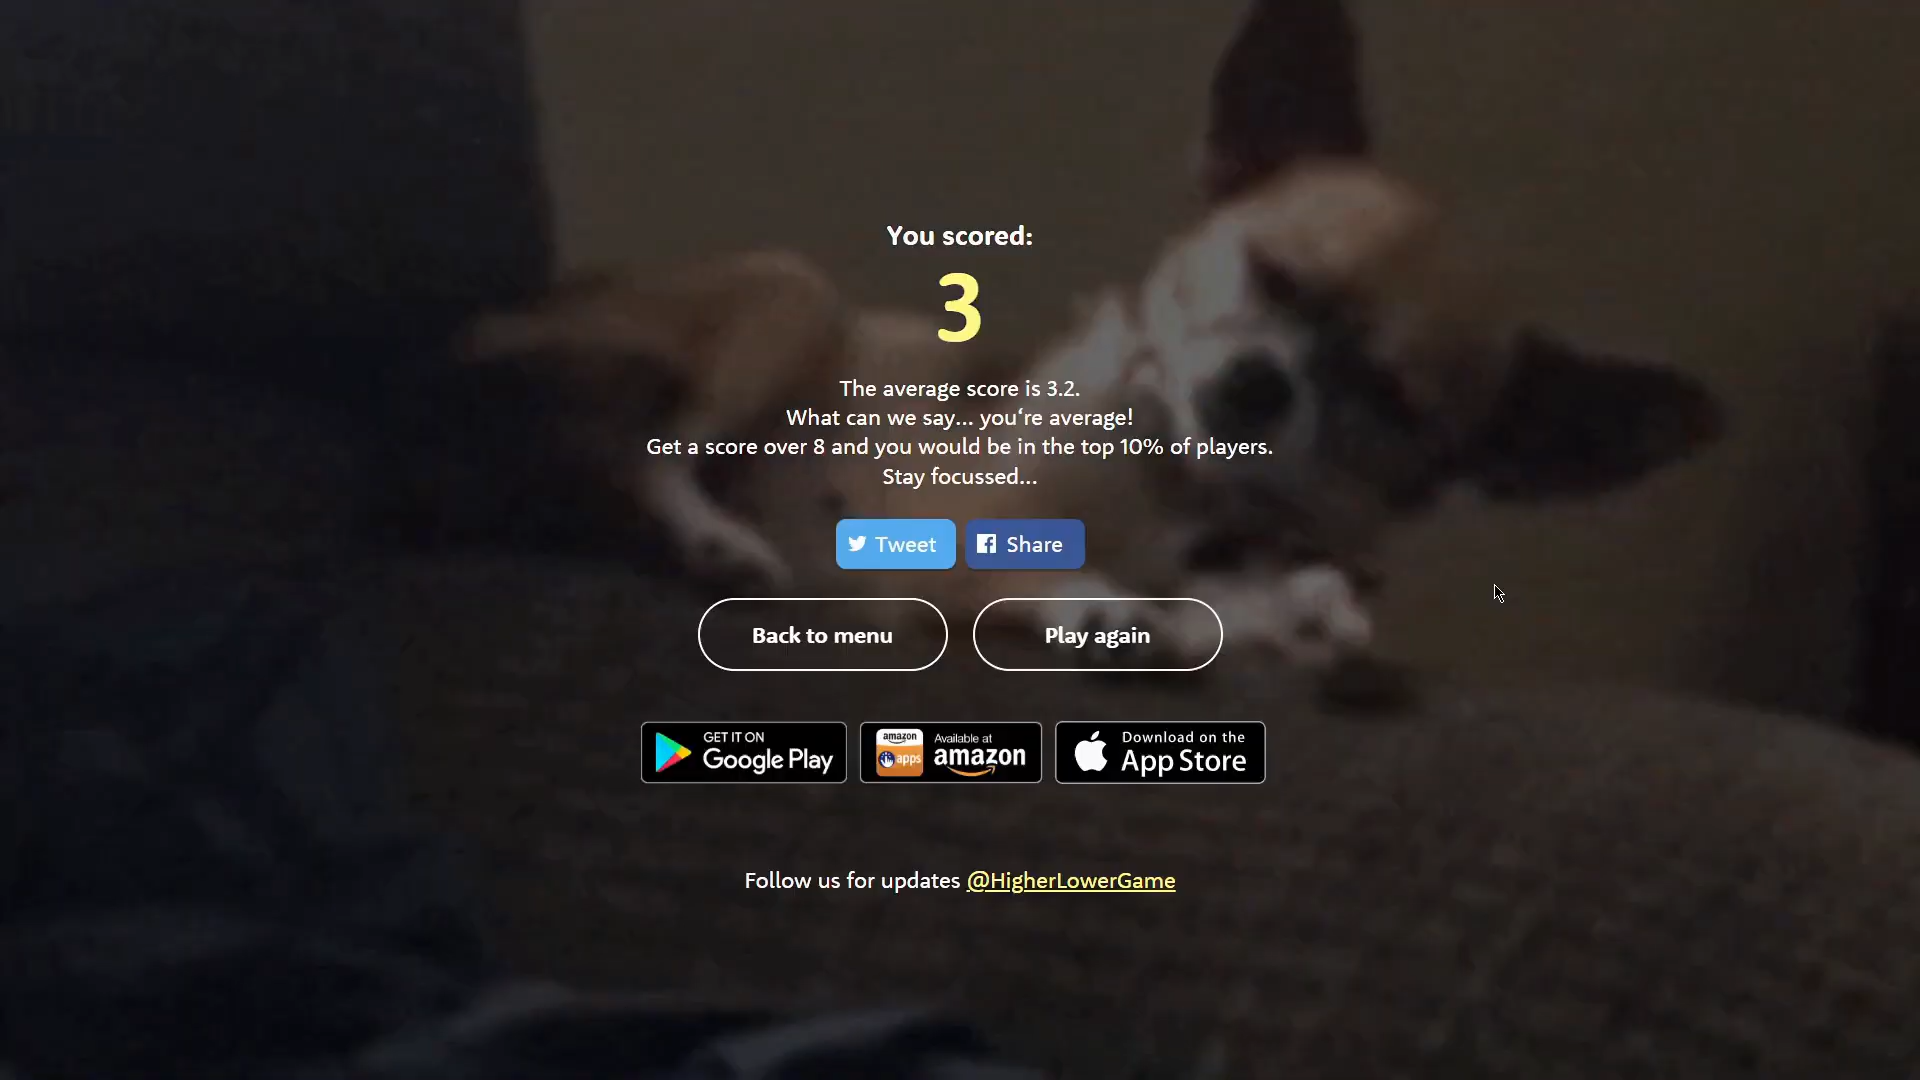 You scored:
3
The average score is 3.2.
What can we say... you‘re average!
Get a score over 8 and you would be in the top 10% of players.
Stay focussed...
Tweet
Share
Back to menu
Play again
GET IT ON
Google Play
amazon
apps
Available at
amazon
Download on the
App Store
Follow us for updates @HigherLowerGame